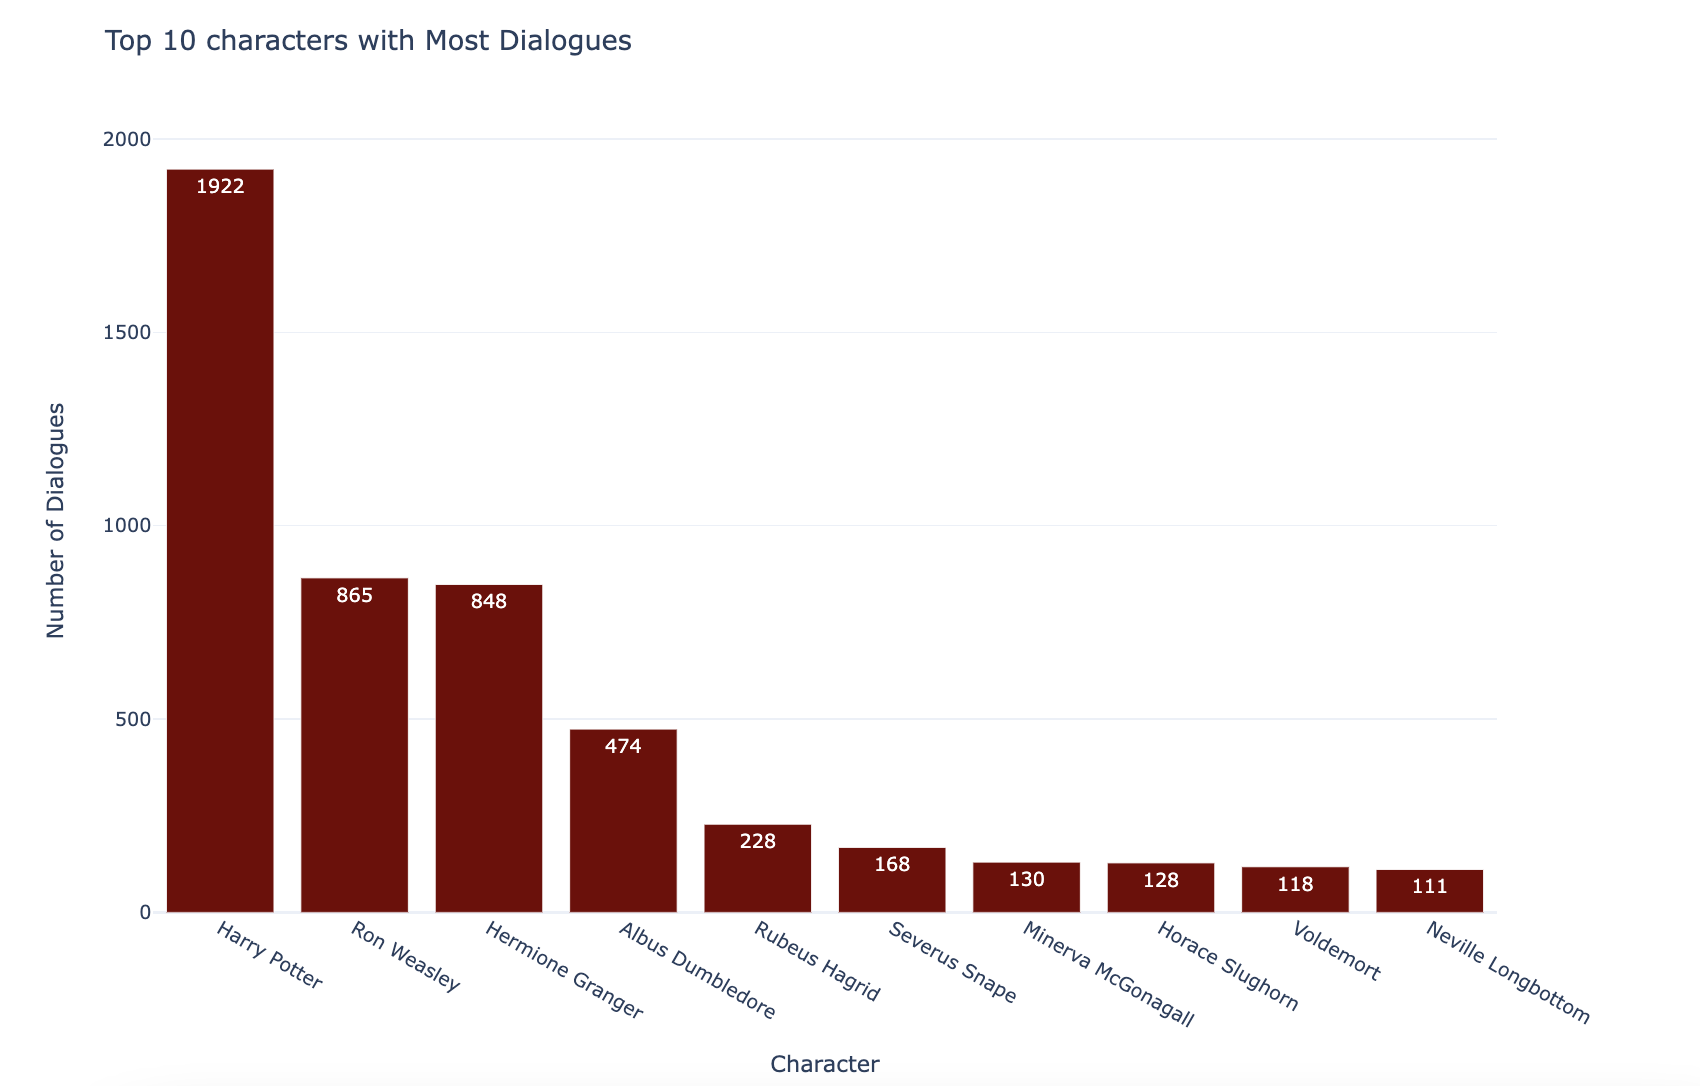 Top 10 characters with Most Dialogues
2000
1500
1000
500
0
Number of Dialogues
1922
865
848
474
228
168
130
128
118
111
Harry Potter
Ron Weasley
Hermione Granger
Albus Dumbledore
Rubeus Hagrid
Severus Snape
Minerva McGonagall
Horace Slughorn
Voldemort
Neville Longbottom
Character